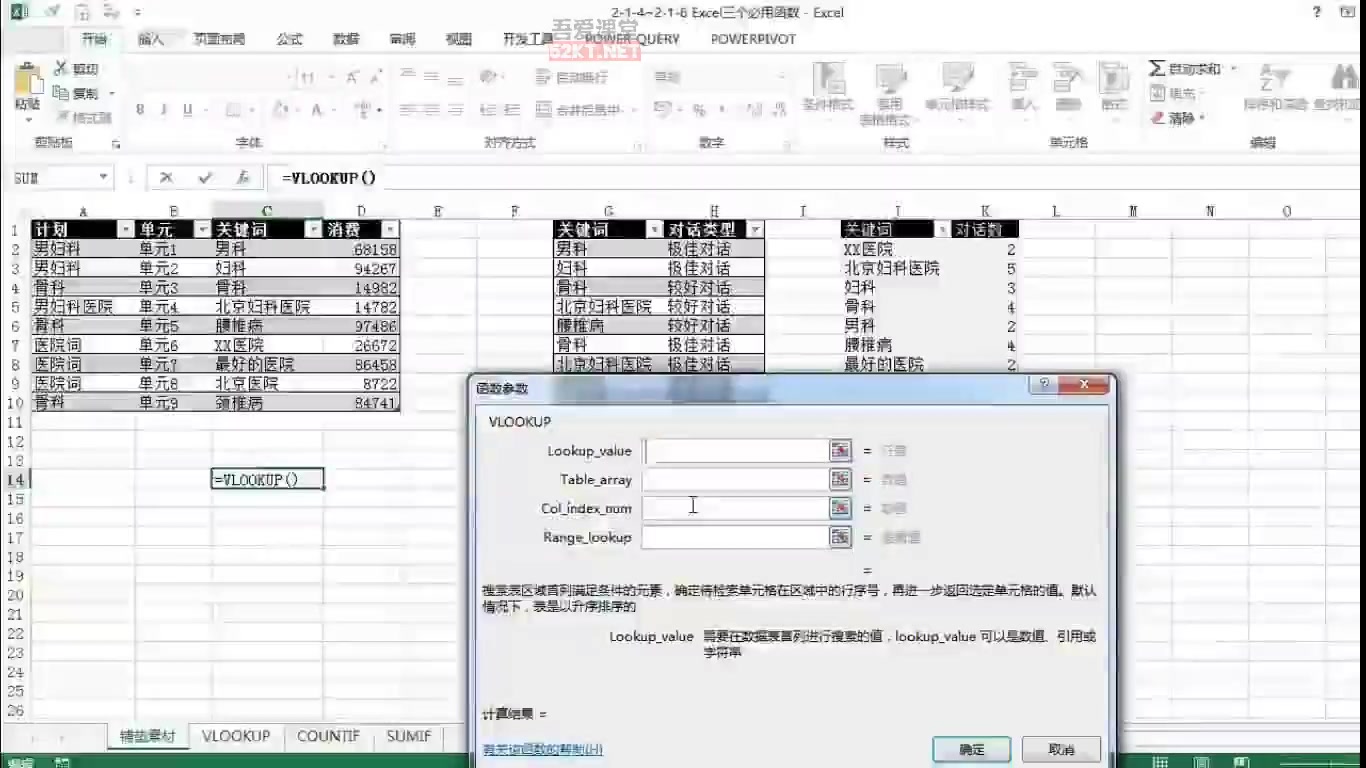 2-1-4~2-1-6 Excel三个必用函数 - Excel
吾爱课堂
52KT.NET
开始 插入 页面布局 公式 数据 审阅 视图 开发工具 POWER QUERY POWERPIVOT
剪切
复制
格式刷
粘贴
自动换行
合并后居中
条件格式 套用 单元格样式
表格格式
插入 删除 格式
自动求和
填充
清除
排序和筛选
剪贴板 字体 对齐方式 数字 样式 单元格 编辑
SUM =VLOOKUP()
A B C D E F G H I J K L M N O
1 计划 单元 关键词 消费 关键词 对话类型 关键词 对话数
2 男妇科 单元1 男科 68158 男科 极佳对话 XX医院 2
3 男妇科 单元2 妇科 94267 妇科 极佳对话 北京妇科医院 5
4 骨科 单元3 骨科 14982 骨科 较好对话 妇科 3
5 男妇科医院 单元4 北京妇科医院 14782 北京妇科医院 较好对话 骨科 4
6 骨科 单元5 腰椎病 97486 腰椎病 较好对话 男科 2
7 医院词 单元6 XX医院 26672 骨科 极佳对话 腰椎病 4
8 医院词 单元7 最好的医院 86458 北京妇科医院 极佳对话 最好的医院 2
9 医院词 单元8 北京医院 8722
10 骨科 单元9 颈椎病 84741
11
12
13
14 =VLOOKUP()
15
16
17
18
19
20
21
22
23
24
25
26
函数参数
VLOOKUP
Lookup_value = 任意
Table_array = 数值
Col_index_num = 数值
Range_lookup = 逻辑值
=
搜索表区域首列满足条件的元素，确定待检索单元格在区域中的行序号，再进一步返回选定单元格的值。默认
情况下，表是以升序排序的
Lookup_value 需要在数据表首列进行搜索的值，lookup_value 可以是数值、引用或
字符串
计算结果 =
有关该函数的帮助(H)
确定 取消
铺垫素材 VLOOKUP COUNTIF SUMIF
编辑